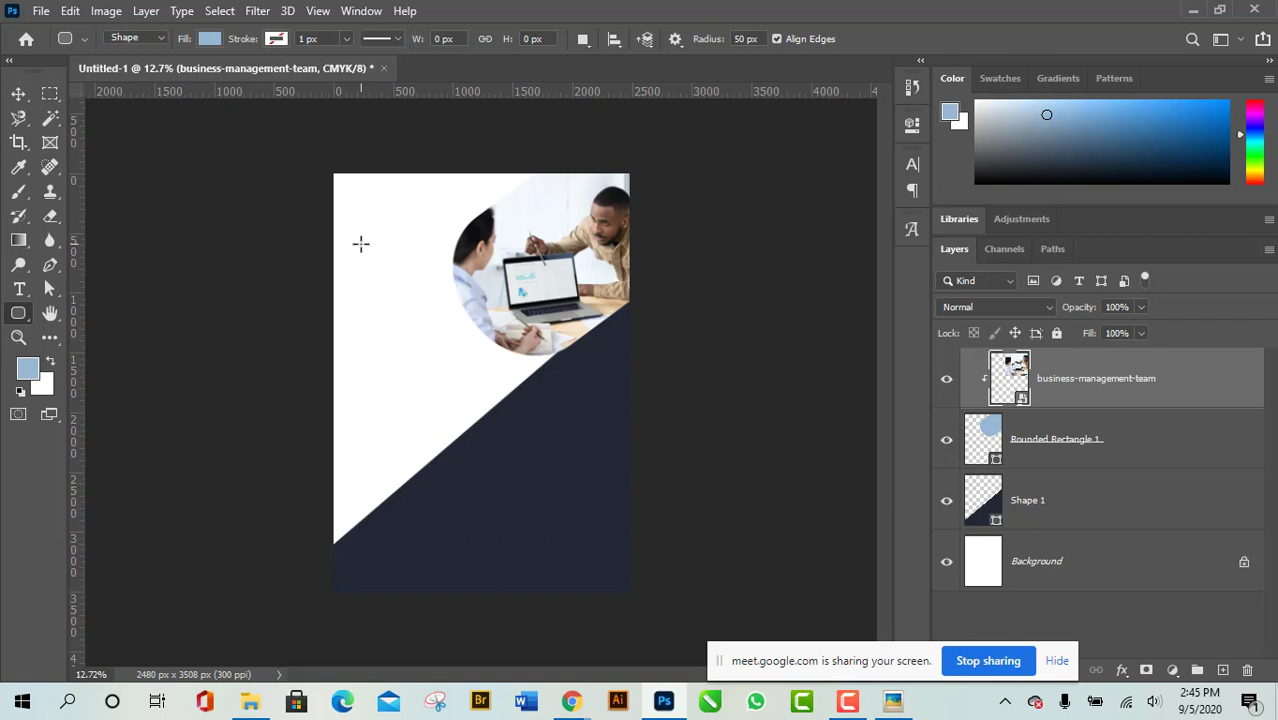 Ps File Edit Image Layer Type Select Filter 3D View Window Help
Shape Fill: Stroke: 1 px W: 0 px H: 0 px Radius: 50 px Align Edges
Untitled-1 @ 12.7% (business-management-team, CMYK/8) *
2000 1500 1000 500 0 500 1000 1500 2000 2500 3000 3500 4000 4
Color Swatches Gradients Patterns
Libraries Adjustments
Layers Channels Paths
Kind
Normal Opacity: 100%
Lock: Fill: 100%
business-management-team
Rounded Rectangle 1
Shape 1
Background
meet.google.com is sharing your screen. Stop sharing Hide
12.72% 2480 px x 3508 px (300 ppi)
Br W Ai Ps
2:45 PM
9/5/2020